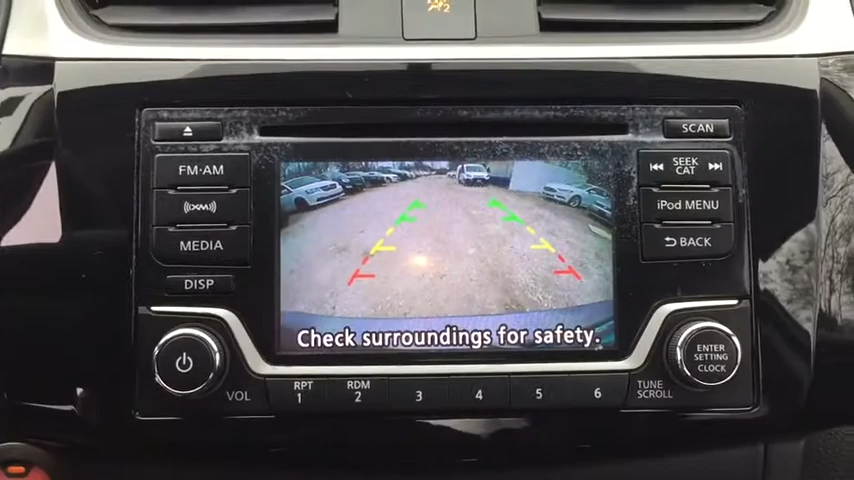 SCAN
FM·AM
SEEK
CAT
((XM))
iPod MENU
MEDIA
BACK
DISP
Check surroundings for safety.
ENTER
SETTING
CLOCK
VOL
RPT
1
RDM
2
3
4
5
6
TUNE
SCROLL